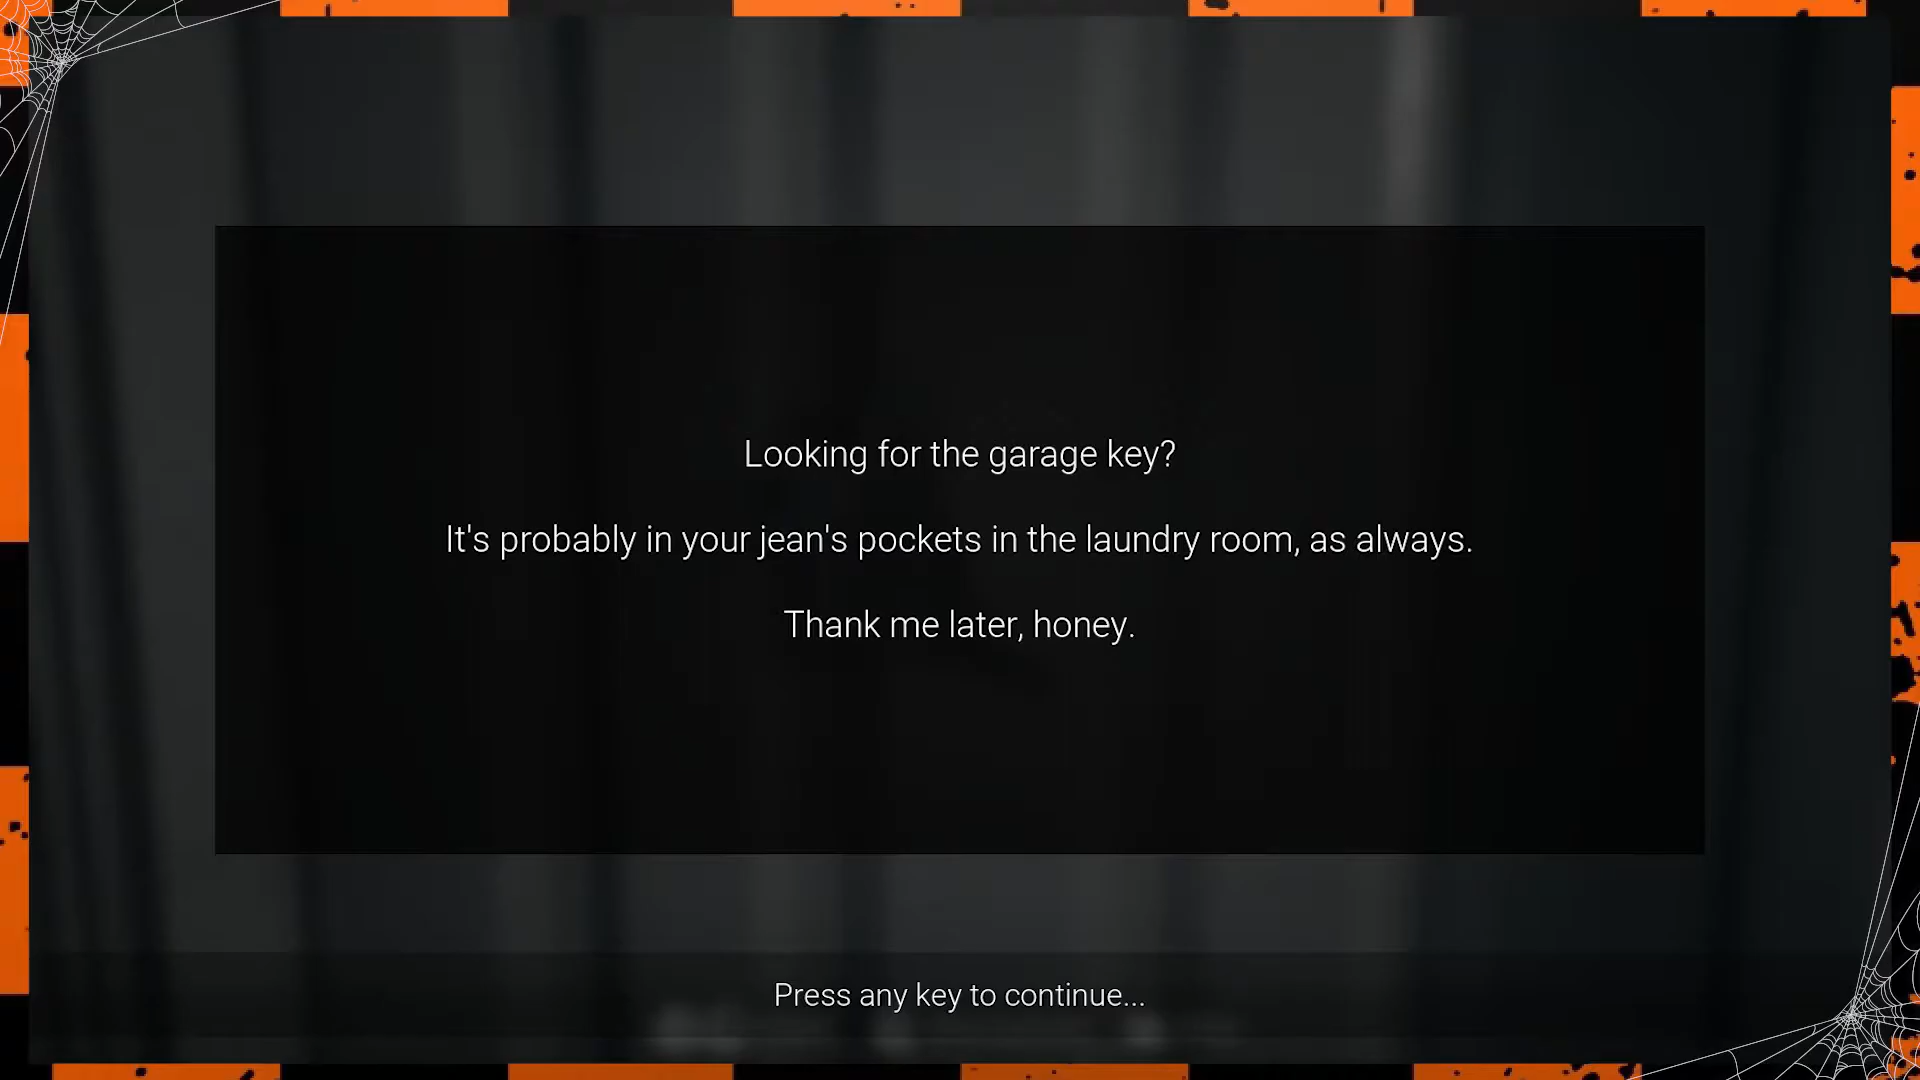 Looking for the garage key?
It's probably in your jean's pockets in the laundry room, as always.
Thank me later, honey.
Press any key to continue...